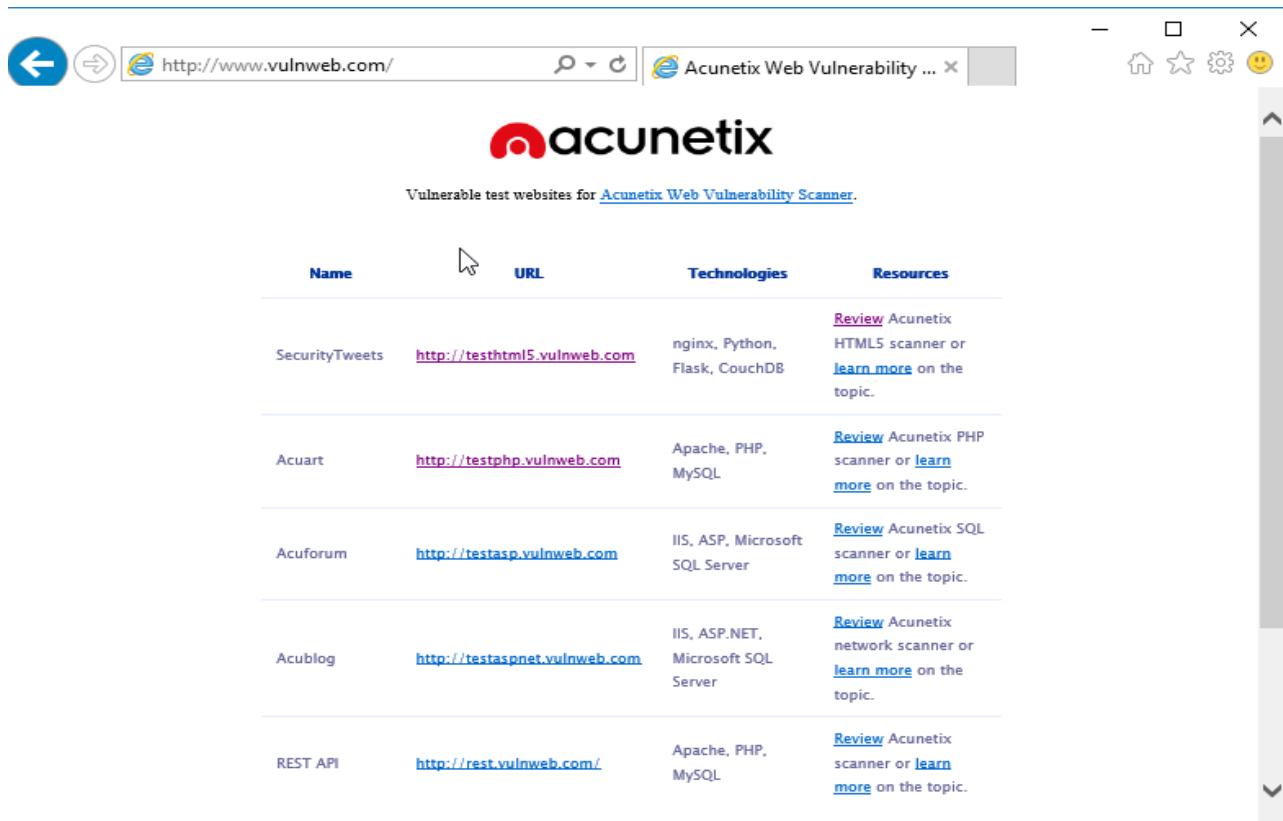 http://www.vulnweb.com/
Acunetix Web Vulnerability ...
acunetix
Vulnerable test websites for Acunetix Web Vulnerability Scanner.
Name URL Technologies Resources
SecurityTweets http://testhtml5.vulnweb.com nginx, Python, Flask, CouchDB
Review Acunetix
HTML5 scanner or
learn more on the
topic.
Acuart http://testphp.vulnweb.com Apache, PHP, MySQL
Review Acunetix PHP
scanner or learn
more on the topic.
Acuforum http://testasp.vulnweb.com IIS, ASP, Microsoft SQL Server
Review Acunetix SQL
scanner or learn
more on the topic.
Acublog http://testaspnet.vulnweb.com IIS, ASP.NET, Microsoft SQL Server
Review Acunetix
network scanner or
learn more on the
topic.
REST API http://rest.vulnweb.com/ Apache, PHP, MySQL
Review Acunetix
scanner or learn
more on the topic.